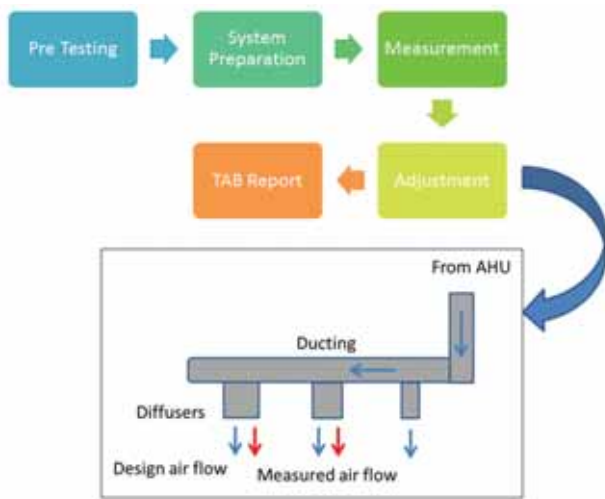 Pre Testing
System
Preparation
Measurement
TAB Report
Adjustment
From AHU
Ducting
Diffusers
Design air flow
Measured air flow